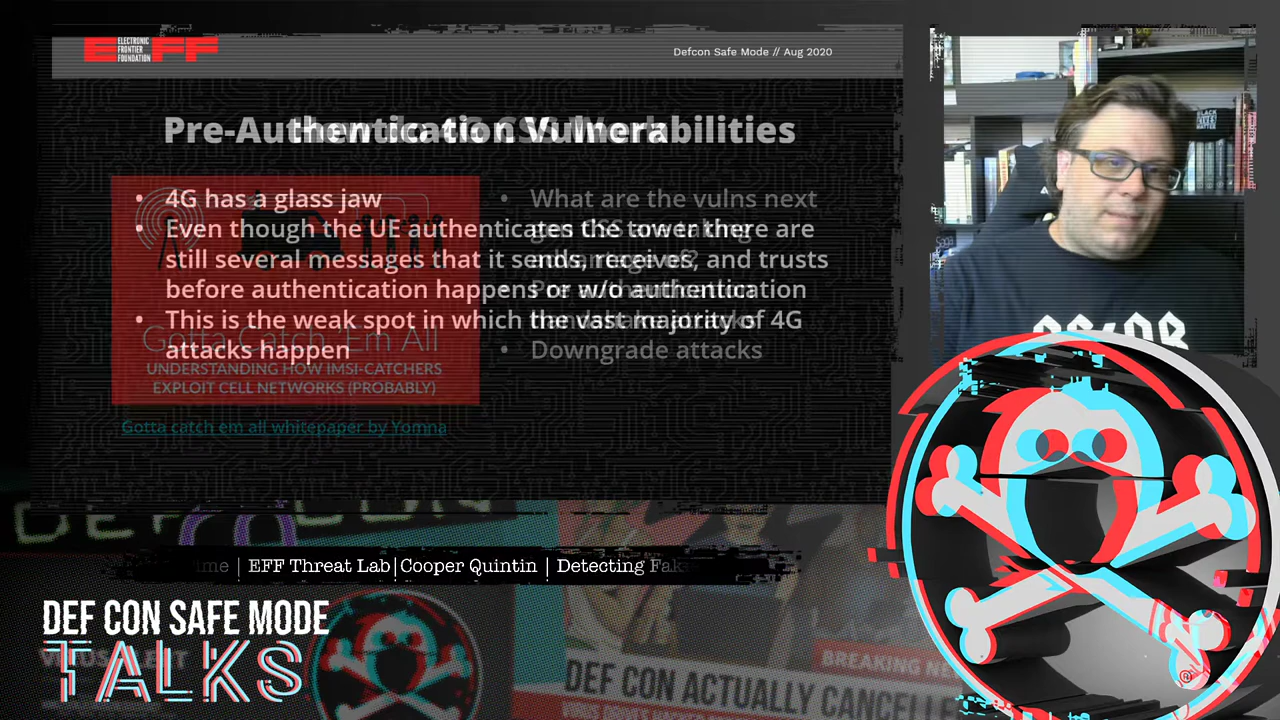 ELECTRONIC
FRONTIER
FOUNDATION
EFF
Defcon Safe Mode // Aug 2020
Pre-Authentication Vulnerabilities
• 4G has a glass jaw
• Even though the UE authenticates the tower there are
still several messages that it sends, receives, and trusts
before authentication happens or w/o authentication
• This is the weak spot in which the vast majority of 4G
attacks happen
• What are the vulns next
• Downgrade attacks
Gotta Catch 'Em All
UNDERSTANDING HOW IMSI-CATCHERS
EXPLOIT CELL NETWORKS (PROBABLY)
Gotta catch em all whitepaper by Yomna
| EFF Threat Lab|Cooper Quintin | Detecting
DEF CON SAFE MODE
TALKS
DEF CON
BREAKING
DEF CON ACTUALLY
®